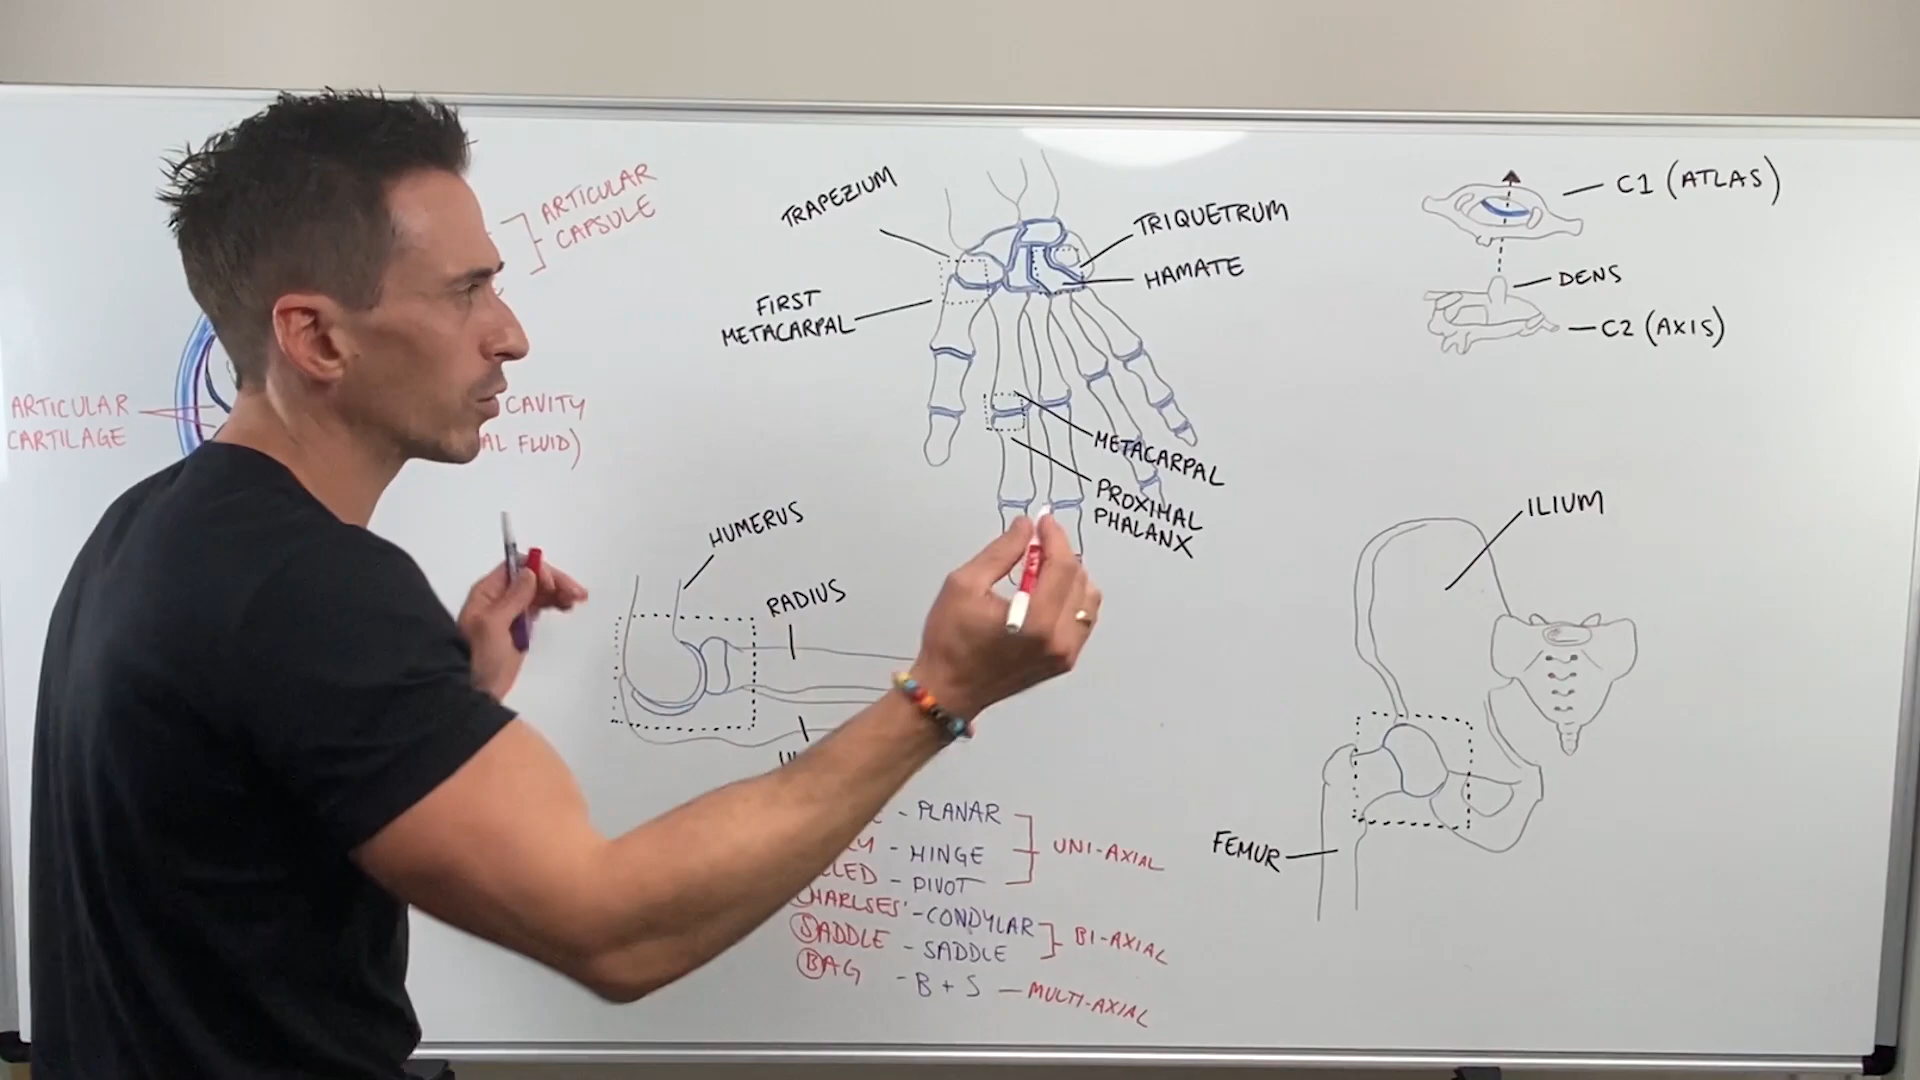 ARTICULAR
CAPSULE
ARTICULAR
CARTILAGE
CAVITY
FLUID)
TRAPEZIUM
FIRST
METACARPAL
TRIQUETRUM
HAMATE
METACARPAL
PROXIMAL
PHALANX
C1 (ATLAS)
DENS
C2 (AXIS)
HUMERUS
RADIUS
ILIUM
FEMUR
- PLANAR
- HINGE
- PIVOT
UNI-AXIAL
CHARLSES' - CONDYLAR
SADDLE - SADDLE
BI-AXIAL
BAG - B + S - MULTI-AXIAL